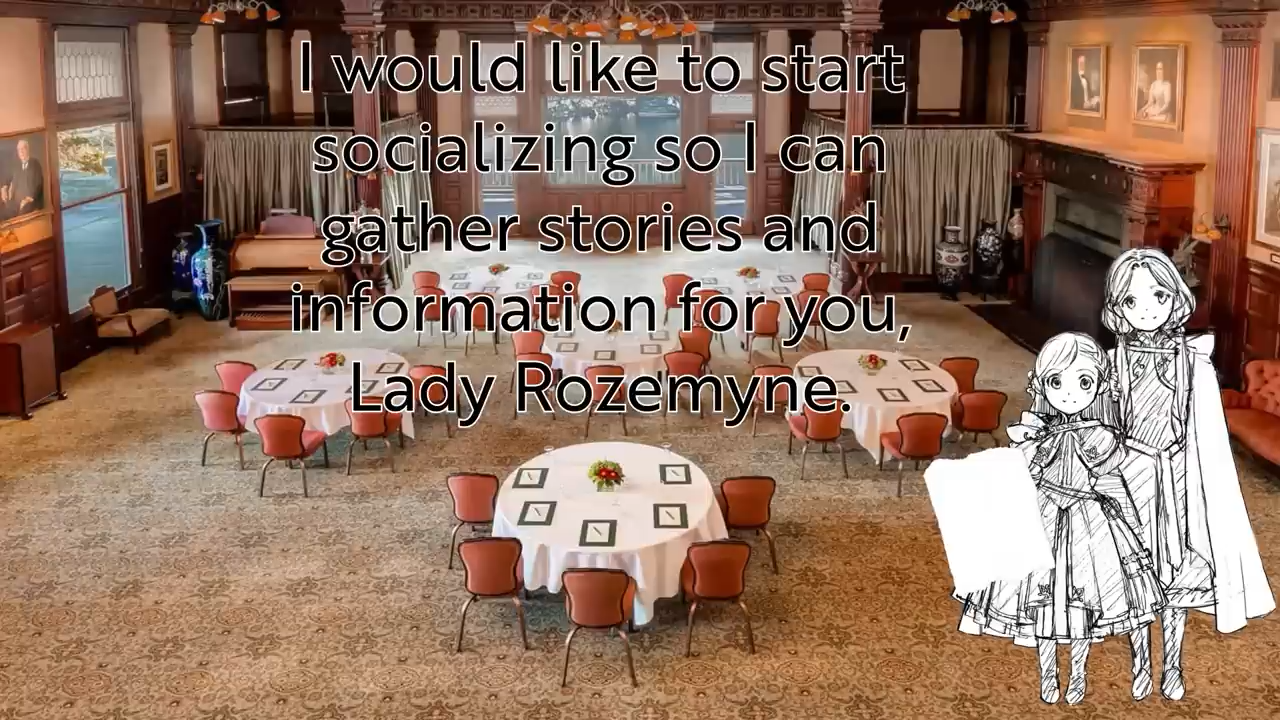 I would like to start
socializing so I can
gather stories and
information for you,
Lady Rozemyne.